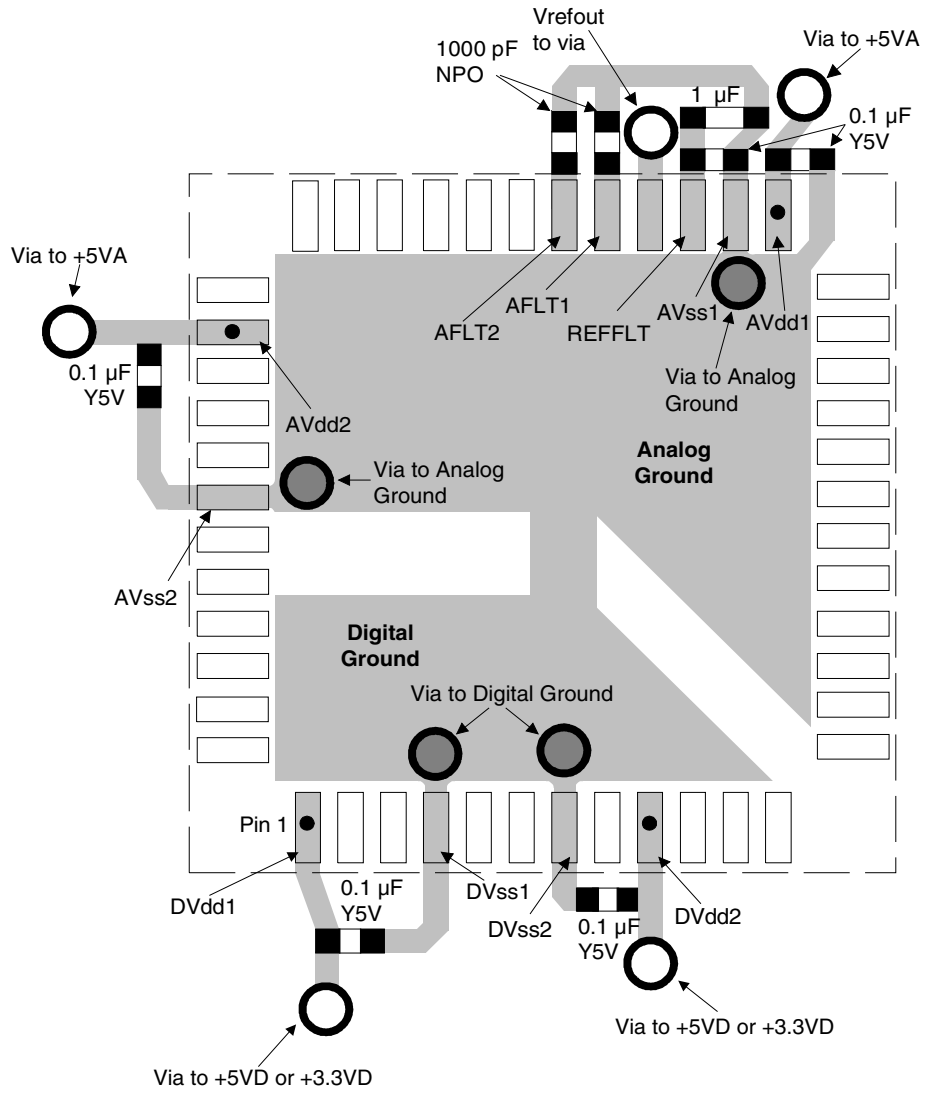 Vrefout
to via
Via to +5VA
1000 pF
NPO
1 µF
0.1 µF
Y5V
Via to +5VA
AFLT2
AFLT1
REFFLT
AVss1
AVdd1
0.1 µF
Y5V
Via to Analog
Ground
AVdd2
Analog
Ground
Via to Analog
Ground
AVss2
Digital
Ground
Via to Digital Ground
Pin 1
DVdd1
0.1 µF
Y5V
DVss1
DVss2
0.1 µF
Y5V
DVdd2
Via to +5VD or +3.3VD
Via to +5VD or +3.3VD